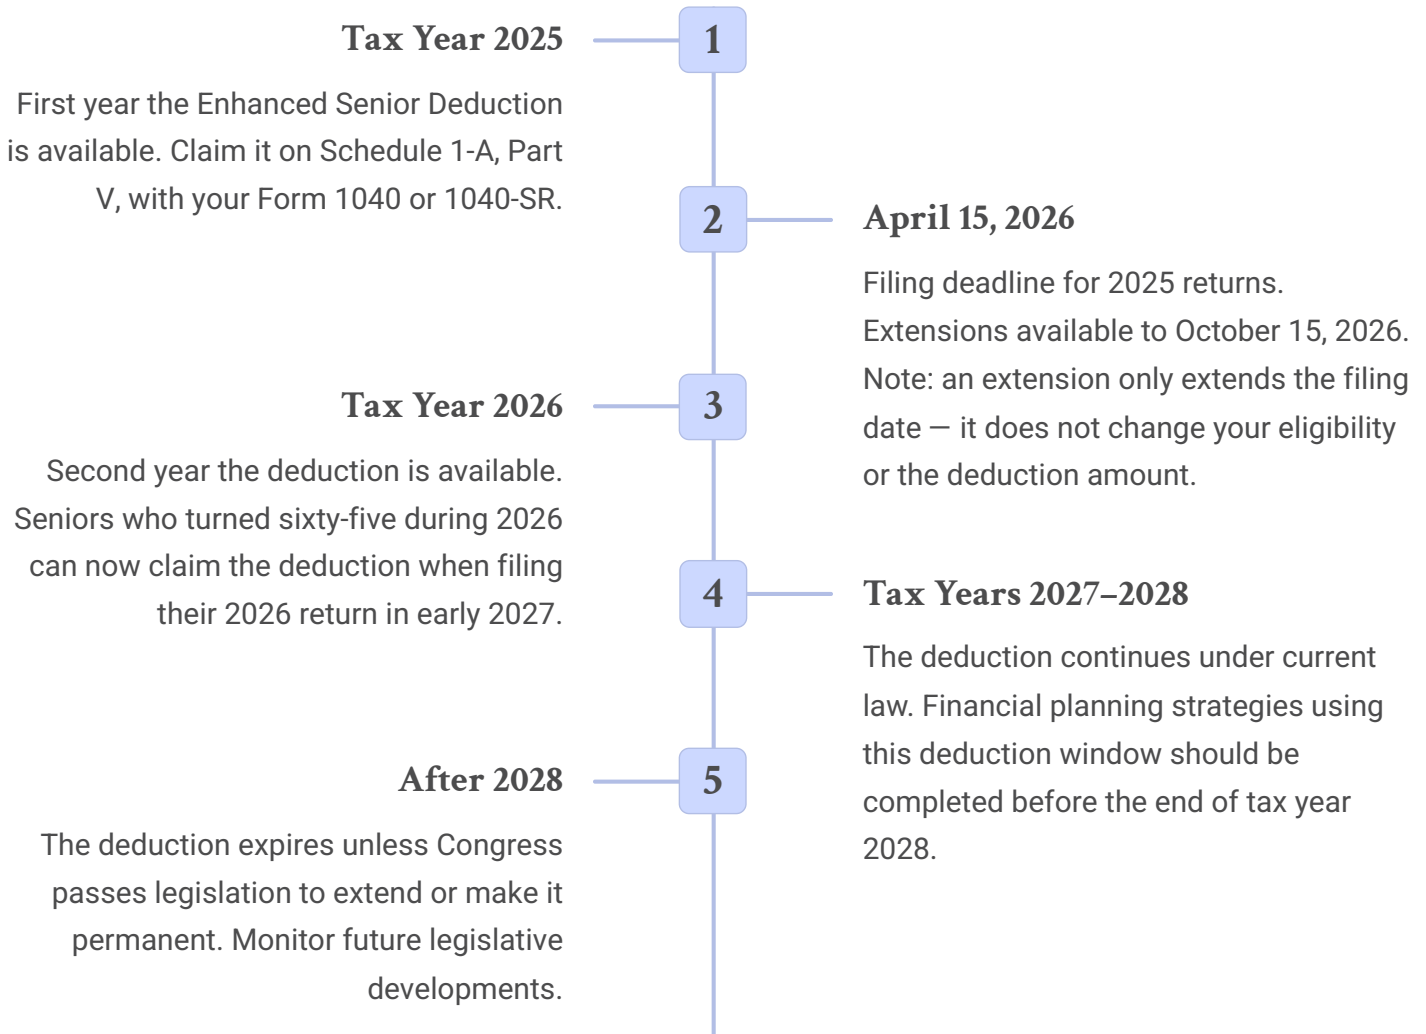 1
Tax Year 2025
First year the Enhanced Senior Deduction
is available. Claim it on Schedule 1-A, Part
V, with your Form 1040 or 1040-SR.
2
April 15, 2026
Filing deadline for 2025 returns.
Extensions available to October 15, 2026.
Note: an extension only extends the filing
date — it does not change your eligibility
or the deduction amount.
3
Tax Year 2026
Second year the deduction is available.
Seniors who turned sixty-five during 2026
can now claim the deduction when filing
their 2026 return in early 2027.
4
Tax Years 2027–2028
The deduction continues under current
law. Financial planning strategies using
this deduction window should be
completed before the end of tax year
2028.
5
After 2028
The deduction expires unless Congress
passes legislation to extend or make it
permanent. Monitor future legislative
developments.